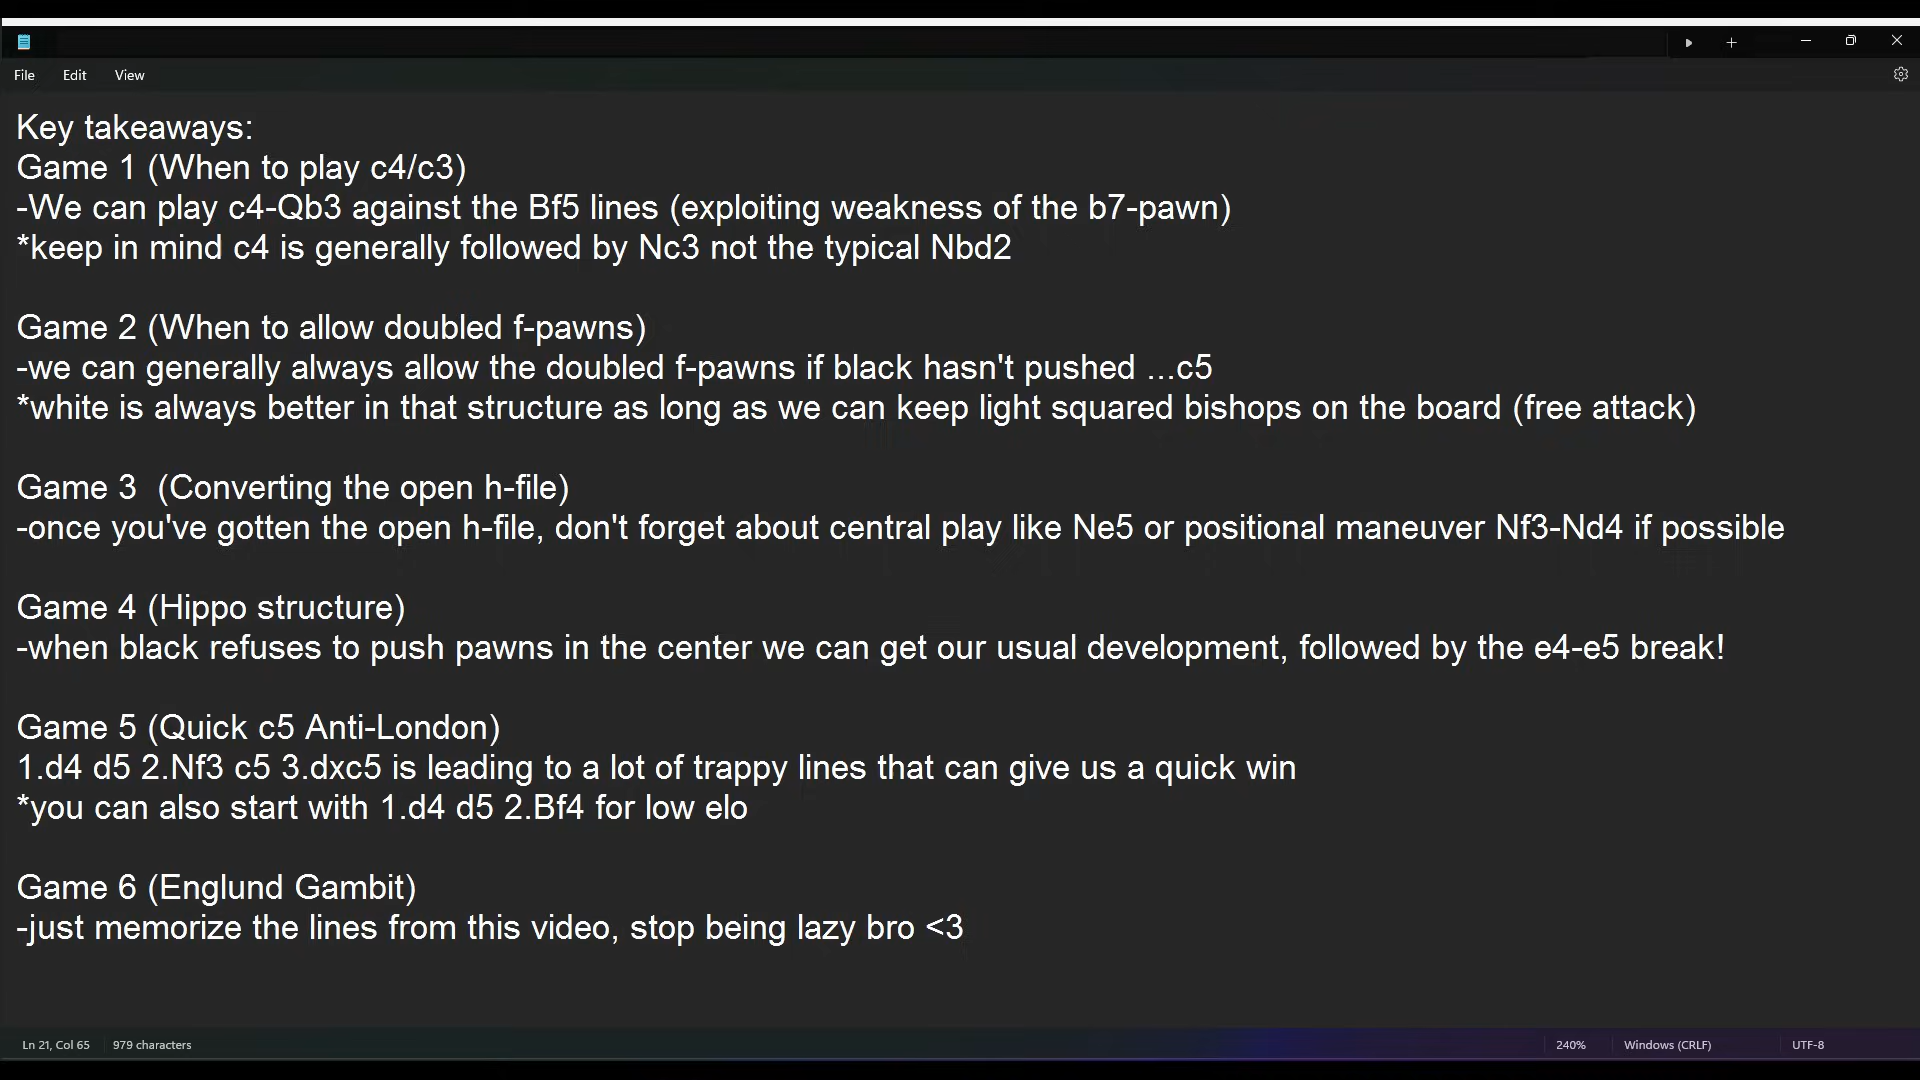 File Edit View
Key takeaways:
Game 1 (When to play c4/c3)
-We can play c4-Qb3 against the Bf5 lines (exploiting weakness of the b7-pawn)
*keep in mind c4 is generally followed by Nc3 not the typical Nbd2
Game 2 (When to allow doubled f-pawns)
-we can generally always allow the doubled f-pawns if black hasn't pushed ...c5
*white is always better in that structure as long as we can keep light squared bishops on the board (free attack)
Game 3  (Converting the open h-file)
-once you've gotten the open h-file, don't forget about central play like Ne5 or positional maneuver Nf3-Nd4 if possible
Game 4 (Hippo structure)
-when black refuses to push pawns in the center we can get our usual development, followed by the e4-e5 break!
Game 5 (Quick c5 Anti-London)
1.d4 d5 2.Nf3 c5 3.dxc5 is leading to a lot of trappy lines that can give us a quick win
*you can also start with 1.d4 d5 2.Bf4 for low elo
Game 6 (Englund Gambit)
-just memorize the lines from this video, stop being lazy bro <3
Ln 21, Col 65 979 characters 240% Windows (CRLF) UTF-8